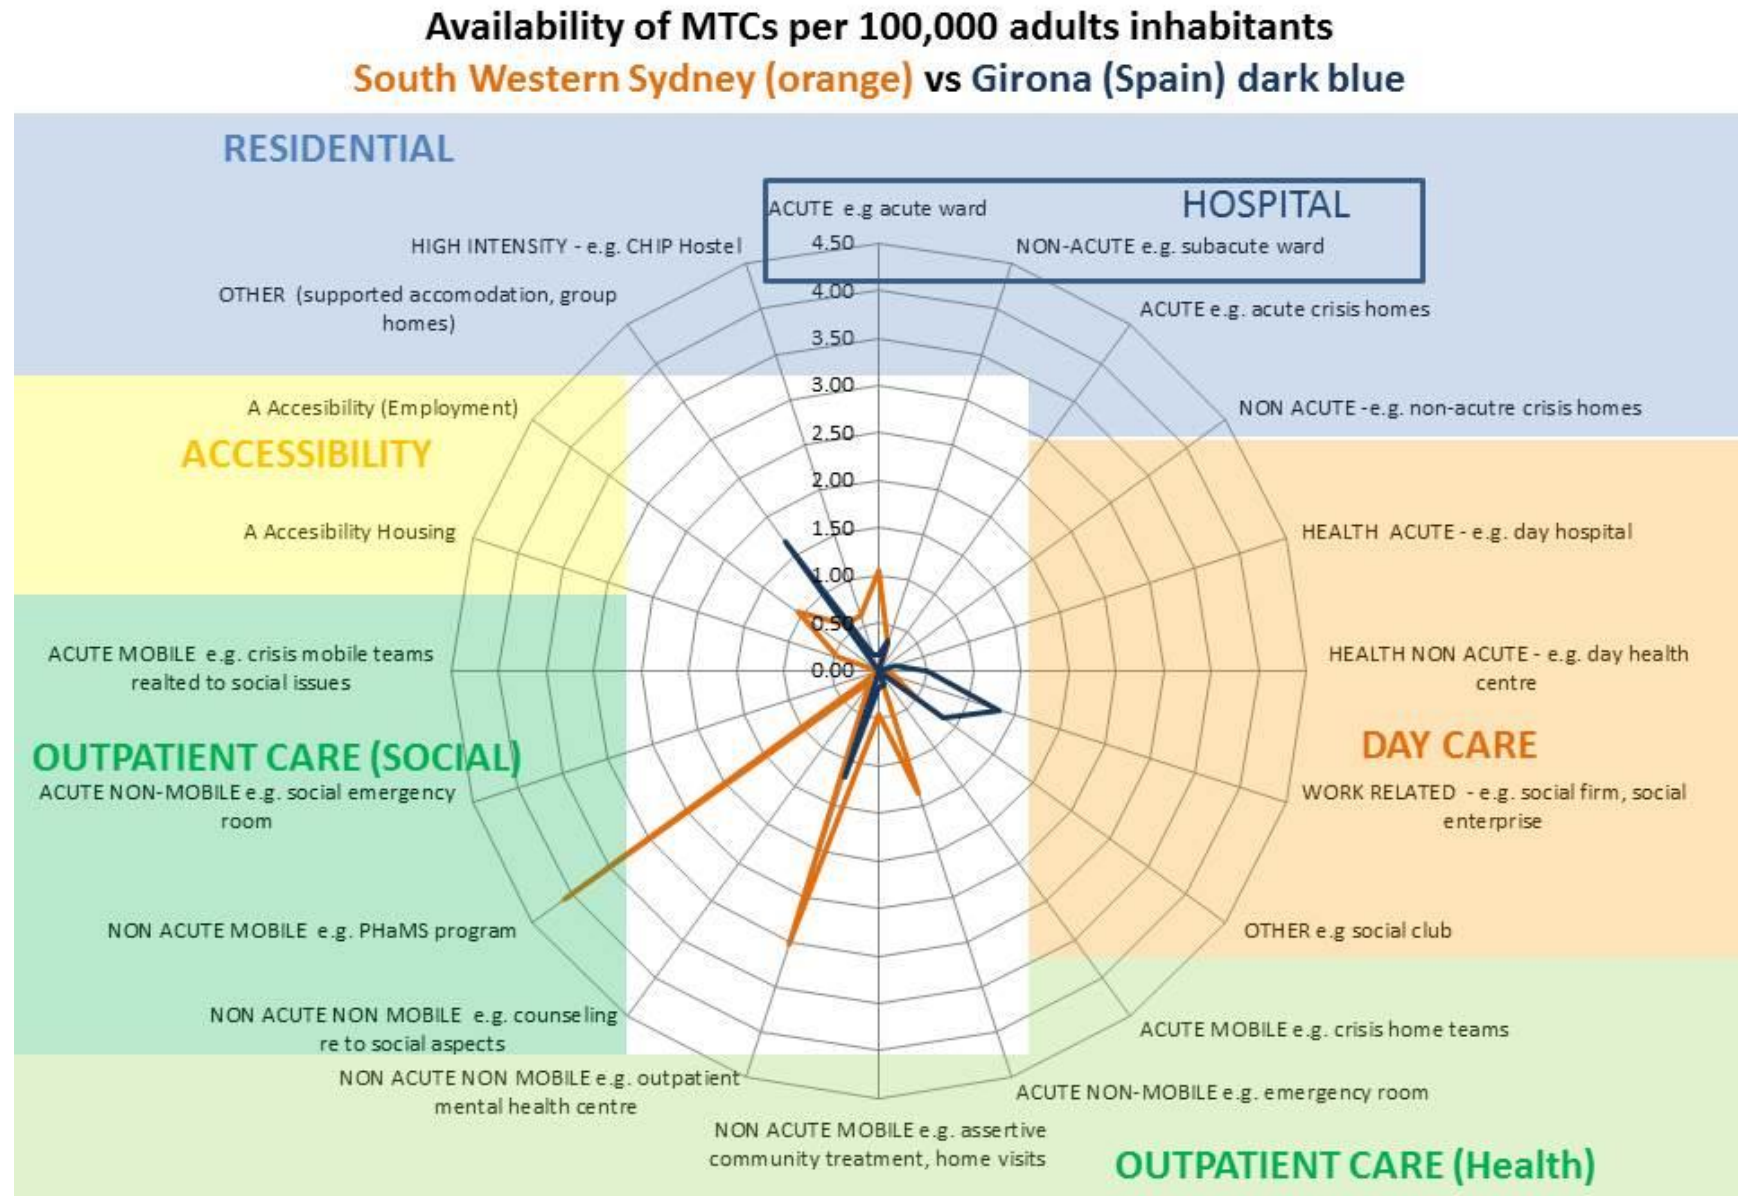 Availability of MTCs per 100,000 adults inhabitants
South Western Sydney (orange) vs Girona (Spain) dark blue
RESIDENTIAL
HOSPITAL
ACUTE e.g acute ward
HIGH INTENSITY - e.g. CHIP Hostel
4.50
NON-ACUTE e.g. subacute ward
OTHER (supported accomodation, group
homes)
4.00
ACUTE e.g. acute crisis homes
3.50
3.00
A Accesibility (Employment)
NON ACUTE -e.g. non-acutre crisis homes
2.50
ACCESSIBILITY
2.00
1.50
A Accesibility Housing
HEALTH ACUTE - e.g. day hospital
1.00
0.50
0.00
ACUTE MOBILE e.g. crisis mobile teams
realted to social issues
HEALTH NON ACUTE - e.g. day health
centre
OUTPATIENT CARE (SOCIAL)
DAY CARE
ACUTE NON-MOBILE e.g. social emergency
room
WORK RELATED - e.g. social firm, social
enterprise
NON ACUTE MOBILE e.g. PHaMS program
OTHER e.g social club
NON ACUTE NON MOBILE e.g. counseling
re to social aspects
ACUTE MOBILE e.g. crisis home teams
NON ACUTE NON MOBILE e.g. outpatient
mental health centre
ACUTE NON-MOBILE e.g. emergency room
NON ACUTE MOBILE e.g. assertive
community treatment, home visits
OUTPATIENT CARE (Health)